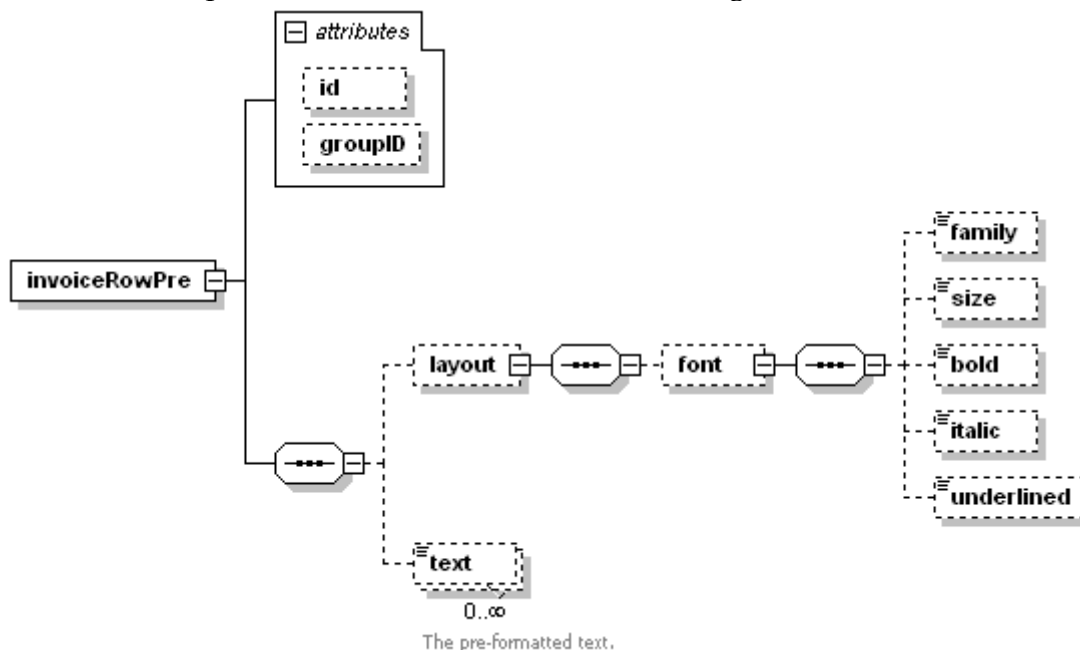 attributes
id
groupID
invoiceRowPre
family
size
layout
font
bold
italic
underlined
text
0..∞
The pre-formatted text.